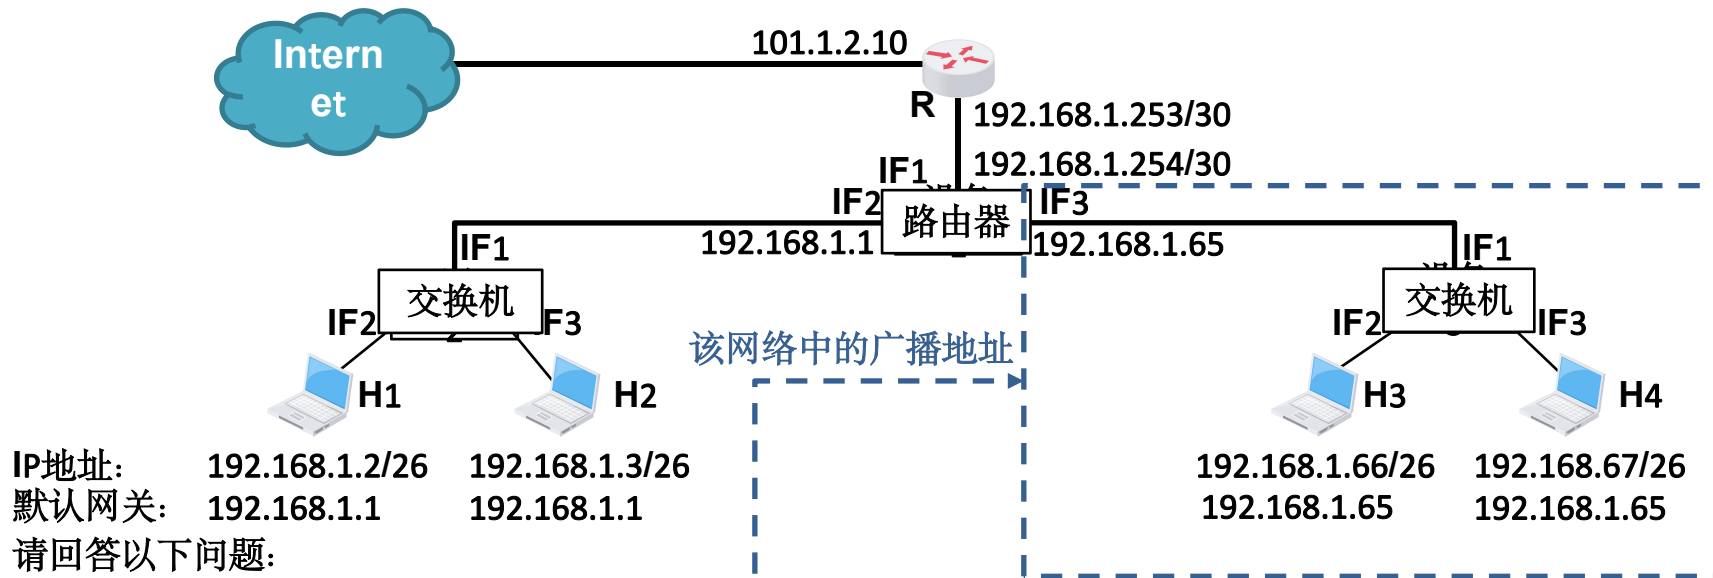 Intern
et
101.1.2.10
R
192.168.1.253/30
192.168.1.254/30
IF1
IF2
路由器
IF3
192.168.1.1
192.168.1.65
IF1
交换机
IF2
F3
IF1
交换机
IF2
IF3
该网络中的广播地址
H1
H2
H3
H4
IP地址: 192.168.1.2/26 192.168.1.3/26 192.168.1.66/26 192.168.67/26
默认网关: 192.168.1.1 192.168.1.1 192.168.1.65 192.168.1.65
请回答以下问题: